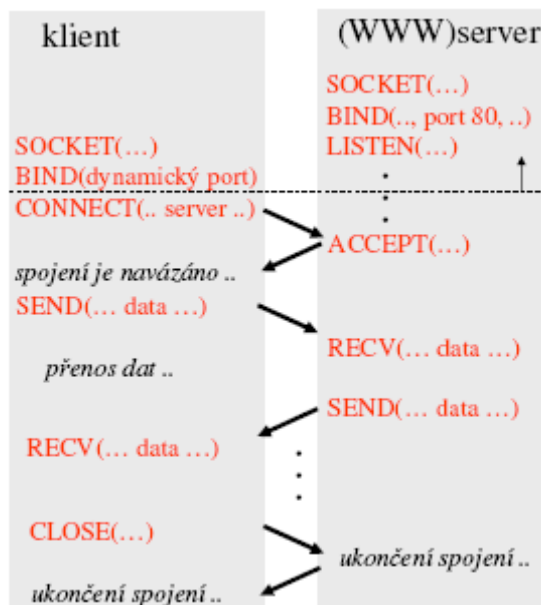 klient
SOCKET(...)
BIND(dynamický port)
CONNECT(.. server ..)
spojení je navázáno ..
SEND(... data ...)
přenos dat ..
RECV(... data ...)
CLOSE(...)
ukončení spojení ..
(WWW)server
SOCKET(...)
BIND(.., port 80, ..)
LISTEN(...)
ACCEPT(...)
RECV(... data ...)
SEND(... data ...)
ukončení spojení ..